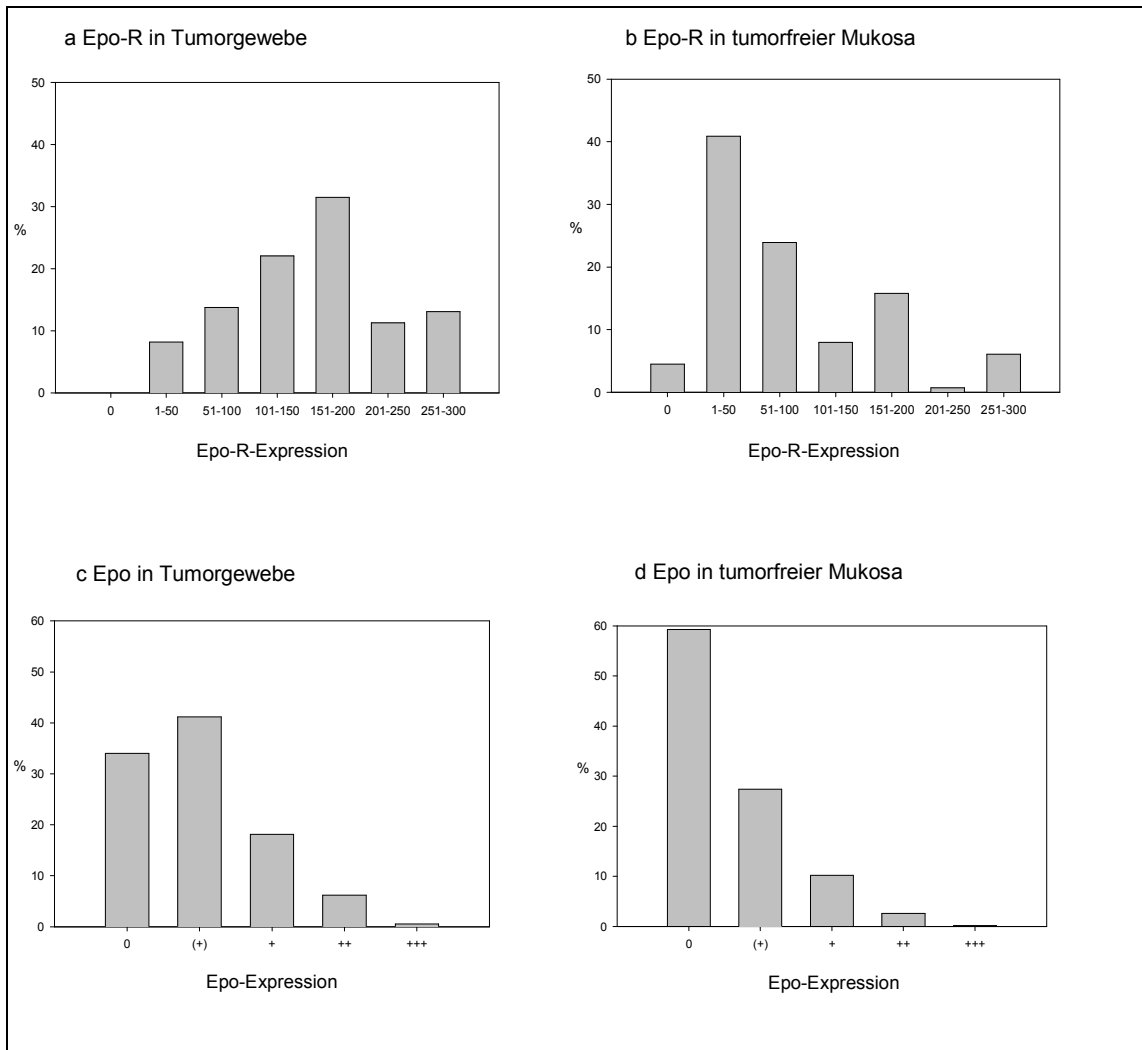 a Epo-R in Tumorgewebe
50
40
30
%
20
10
0
0 1-50 51-100 101-150 151-200 201-250 251-300
Epo-R-Expression
b Epo-R in tumorfreier Mukosa
50
40
30
%
20
10
0
0 1-50 51-100 101-150 151-200 201-250 251-300
Epo-R-Expression
c Epo in Tumorgewebe
60
50
40
%
30
20
10
0
0 (+) + ++ +++
Epo-Expression
d Epo in tumorfreier Mukosa
60
50
40
%
30
20
10
0
0 (+) + ++ +++
Epo-Expression